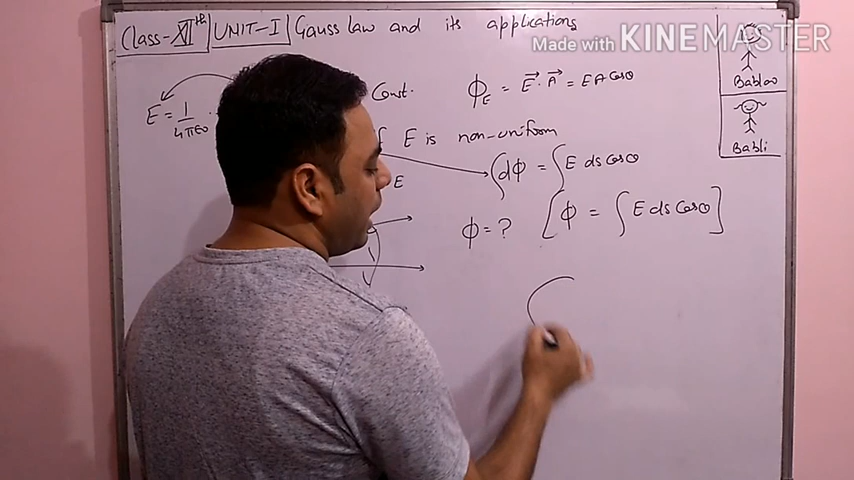 Class-XIth UNIT-I Gauss law and its applications
Made with KINEMASTER
Babloo
Babli
E = 1/4πε0 .
Const.
ϕE = E⃗ . A⃗ = EA Cosθ
E is non-uniform
∫dϕ = ∫E ds Cosθ
E
ϕ = ? [ϕ = ∫E ds Cosθ]